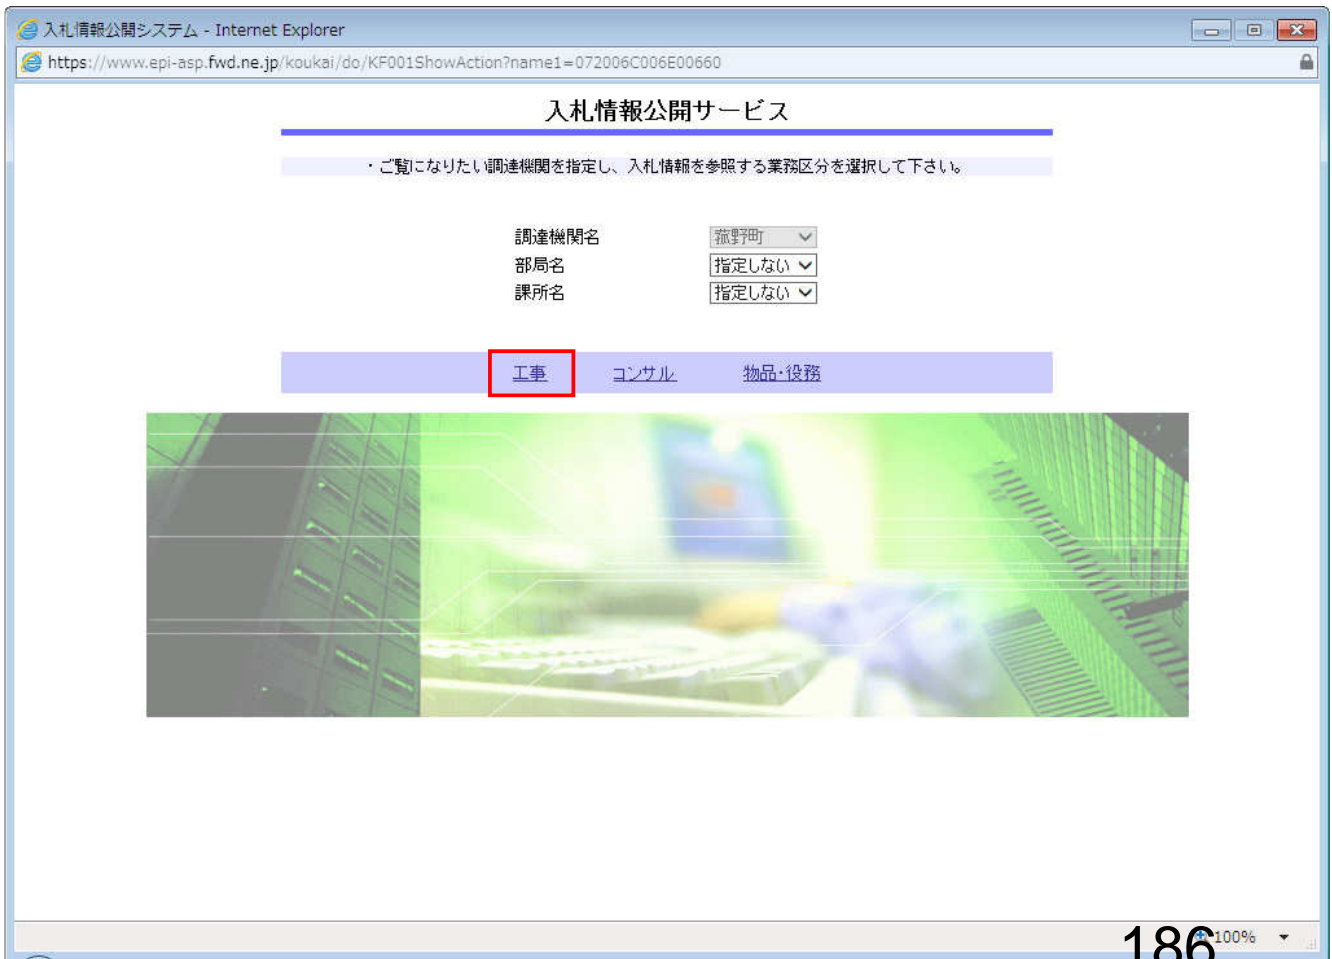 入札情報公開システム - Internet Explorer
https://www.epi-asp.fwd.ne.jp/koukai/do/KF001ShowAction?name1=072006C006E00660
入札情報公開サービス
・ご覧になりたい調達機関を指定し、入札情報を参照する業務区分を選択して下さい。
調達機関名 菰野町
部局名 指定しない
課所名 指定しない
工事 コンサル 物品・役務
186
100%